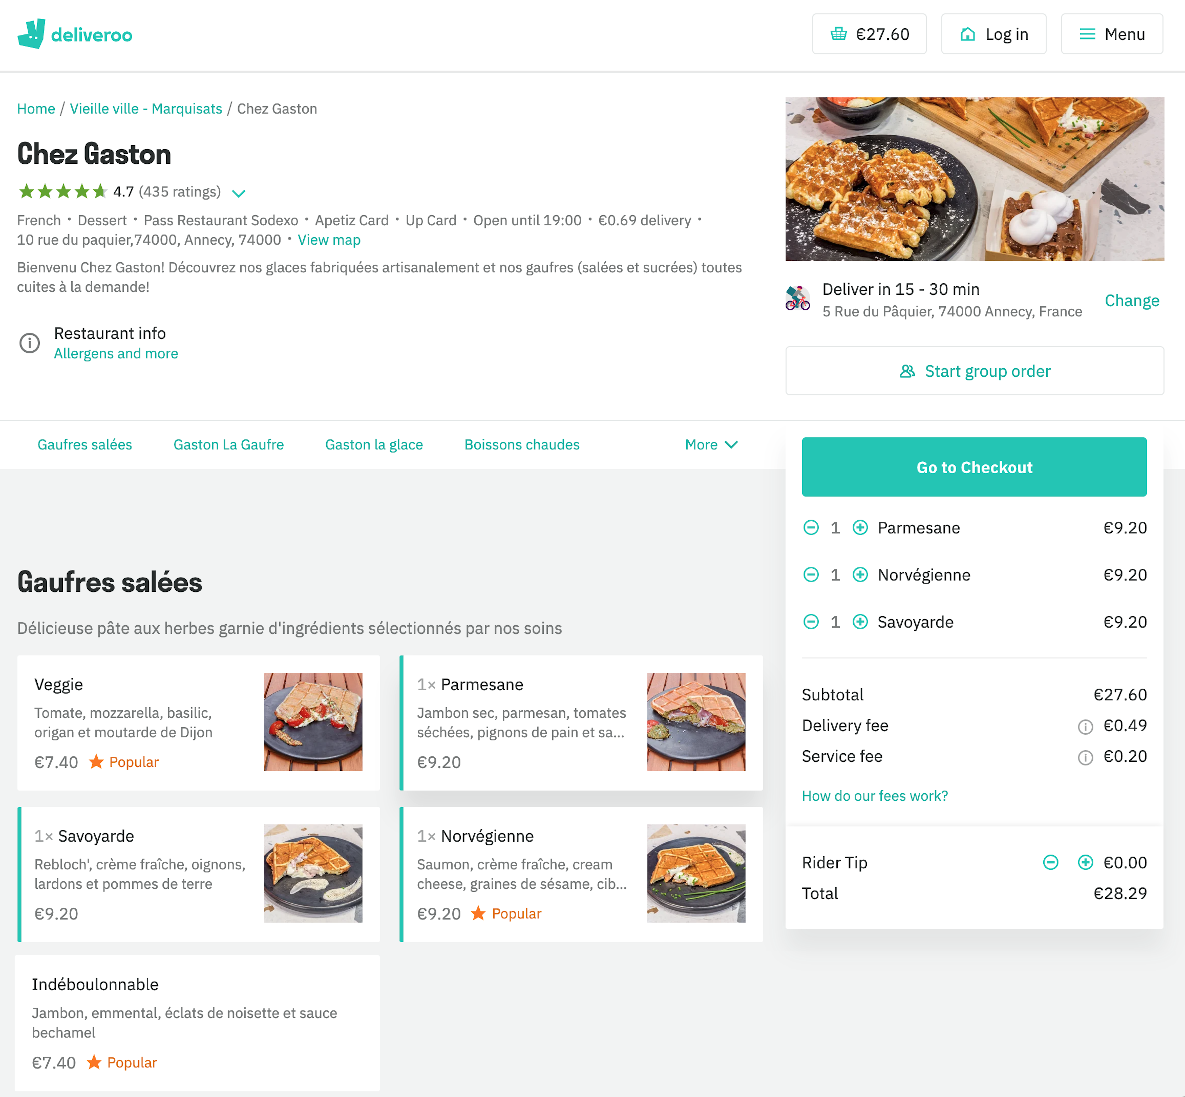 deliveroo
€27.60
Log in
Menu
Home / Vieille ville - Marquisats / Chez Gaston
Chez Gaston
4.7 (435 ratings)
French · Dessert · Pass Restaurant Sodexo · Apetiz Card · Up Card · Open until 19:00 · €0.69 delivery ·
10 rue du paquier,74000, Annecy, 74000 · View map
Bienvenu Chez Gaston! Découvrez nos glaces fabriquées artisanalement et nos gaufres (salées et sucrées) toutes
cuites à la demande!
Restaurant info
Allergens and more
Deliver in 15 - 30 min
5 Rue du Pâquier, 74000 Annecy, France
Change
Start group order
Gaufres salées
Gaston La Gaufre
Gaston la glace
Boissons chaudes
More
Gaufres salées
Délicieuse pâte aux herbes garnie d'ingrédients sélectionnés par nos soins
Veggie
Tomate, mozzarella, basilic,
origan et moutarde de Dijon
€7.40 Popular
1× Parmesane
Jambon sec, parmesan, tomates
séchées, pignons de pain et sa...
€9.20
1× Savoyarde
Rebloch', crème fraîche, oignons,
lardons et pommes de terre
€9.20
1× Norvégienne
Saumon, crème fraîche, cream
cheese, graines de sésame, cib...
€9.20 Popular
Indéboulonnable
Jambon, emmental, éclats de noisette et sauce
bechamel
€7.40 Popular
Go to Checkout
1 Parmesane €9.20
1 Norvégienne €9.20
1 Savoyarde €9.20
Subtotal €27.60
Delivery fee €0.49
Service fee €0.20
How do our fees work?
Rider Tip €0.00
Total €28.29